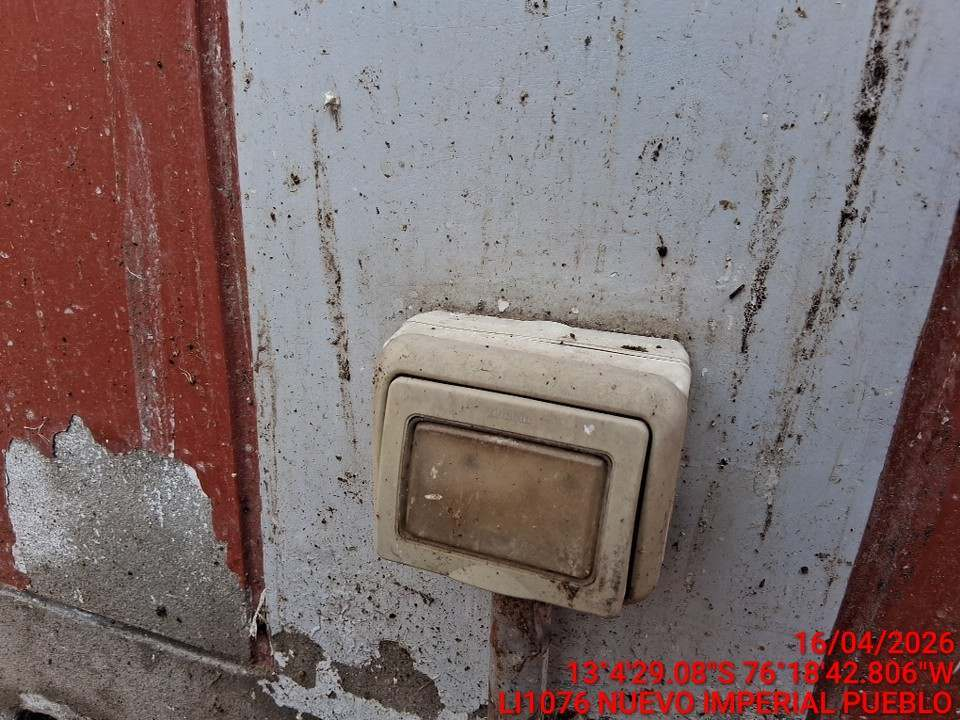 16/04/2026
13°4'29.08"S 76°18'42.806"W
LI1076 NUEVO IMPERIAL PUEBLO